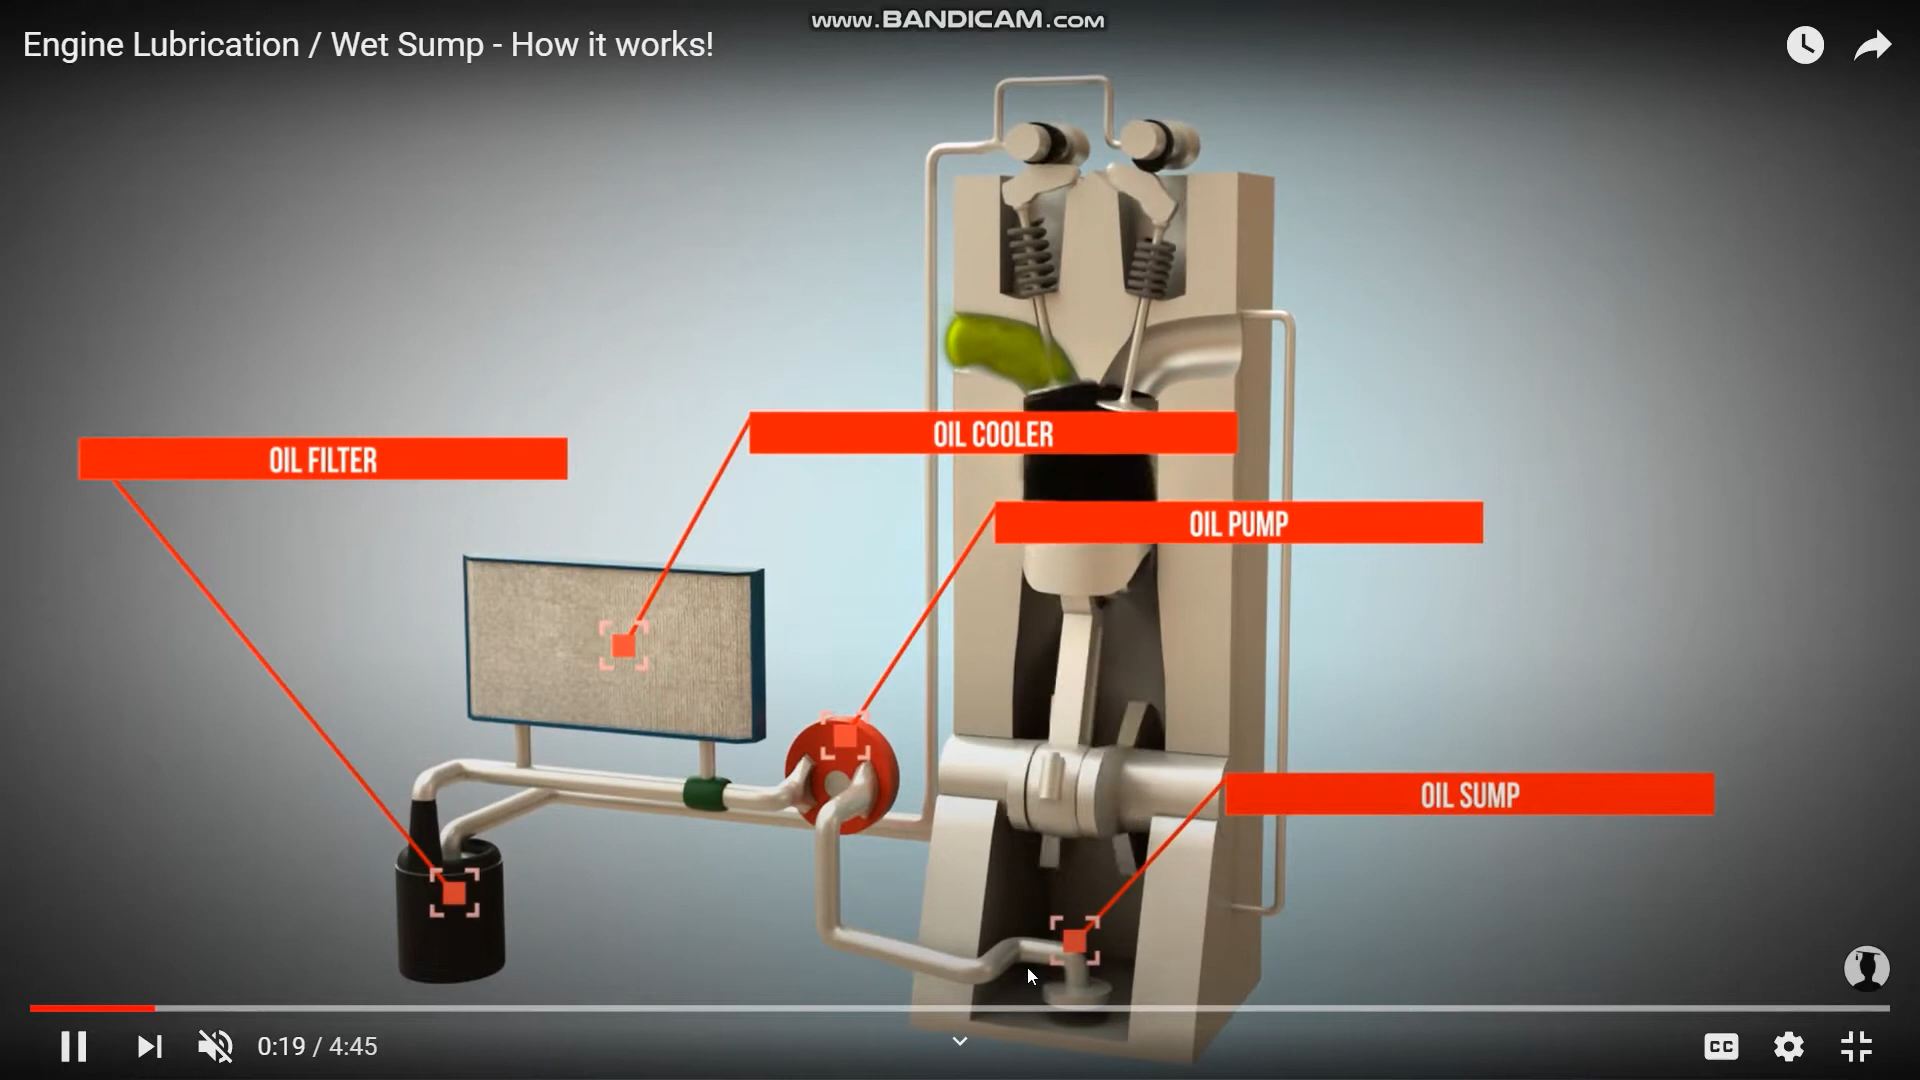 www.BANDICAM.COM
Engine Lubrication / Wet Sump - How it works!
OIL COOLER
OIL FILTER
OIL PUMP
OIL SUMP
0:19 / 4:45
CC